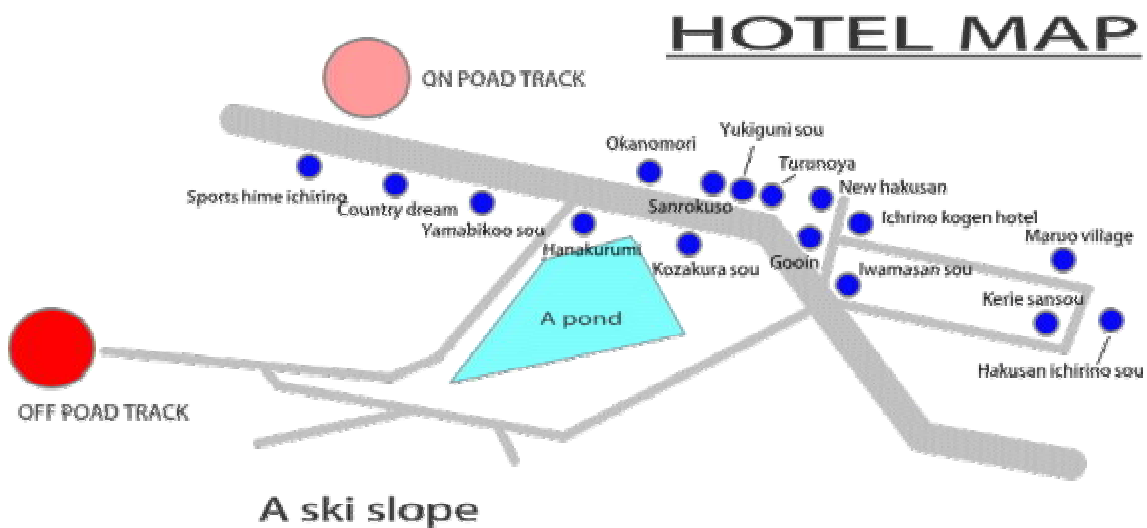 HOTEL MAP
ON POAD TRACK
Yukiguni sou
Okanomori
Turunoya
Sports hime ichirino
Country dream
Sanrokuso
New hakusan
Yamabikoo sou
Ichrino kogen hotel
Hanakurumi
Kozakura sou
Gooin
Maruo village
Iwamasan sou
Kerie sansou
A pond
Hakusan ichirino sou
OFF POAD TRACK
A ski slope